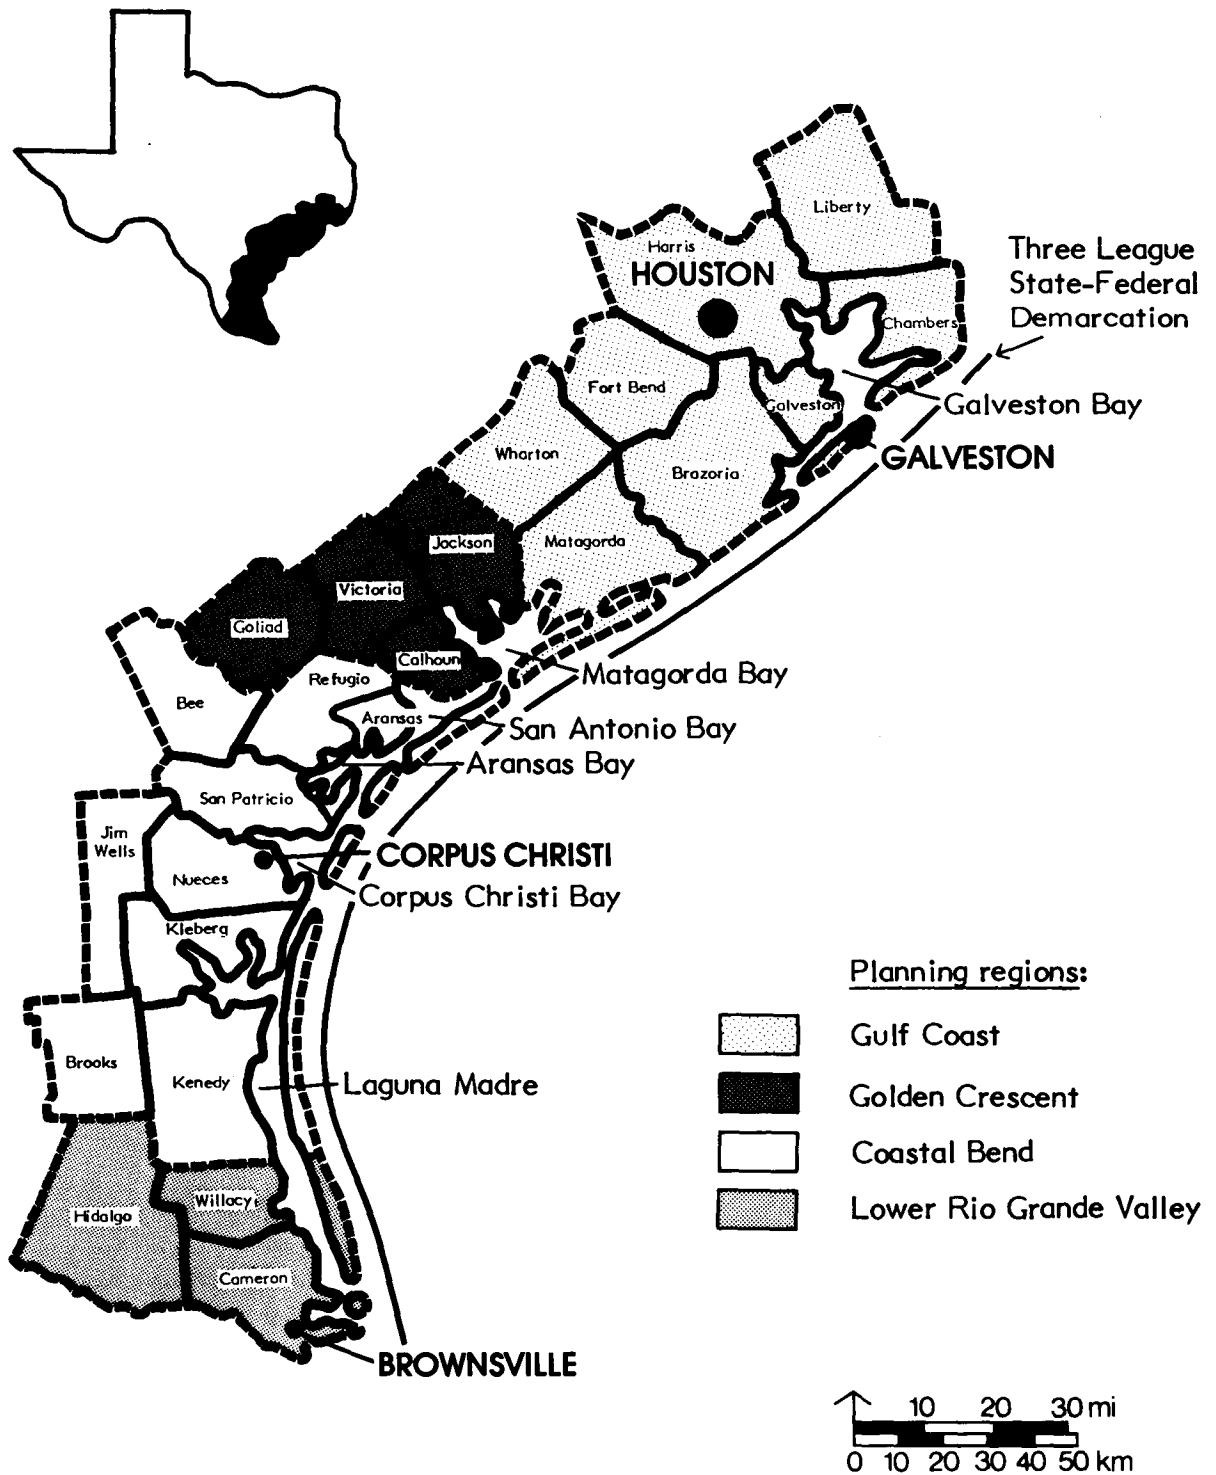 Liberty
Harris
HOUSTON
Three League
State-Federal
Demarcation
Chambers
Fort Bend
Galveston
Galveston Bay
Wharton
Brazoria
GALVESTON
Jackson
Matagorda
Victoria
Goliad
Calhoun
Refugio
Matagorda Bay
Bee
Aransas
San Antonio Bay
Aransas Bay
San Patricio
Jim
Wells
CORPUS CHRISTI
Nueces
Corpus Christi Bay
Kleberg
Planning regions:
Gulf Coast
Brooks
Kenedy
Laguna Madre
Golden Crescent
Coastal Bend
Willacy
Hidalgo
Lower Rio Grande Valley
Cameron
BROWNSVILLE
10 20 30 mi
0 10 20 30 40 50 km